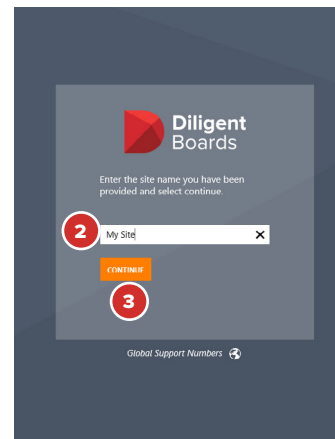 Diligent
Boards
Enter the site name you have been
provided and select continue.
2
My Site
CONTINUE
3
Global Support Numbers